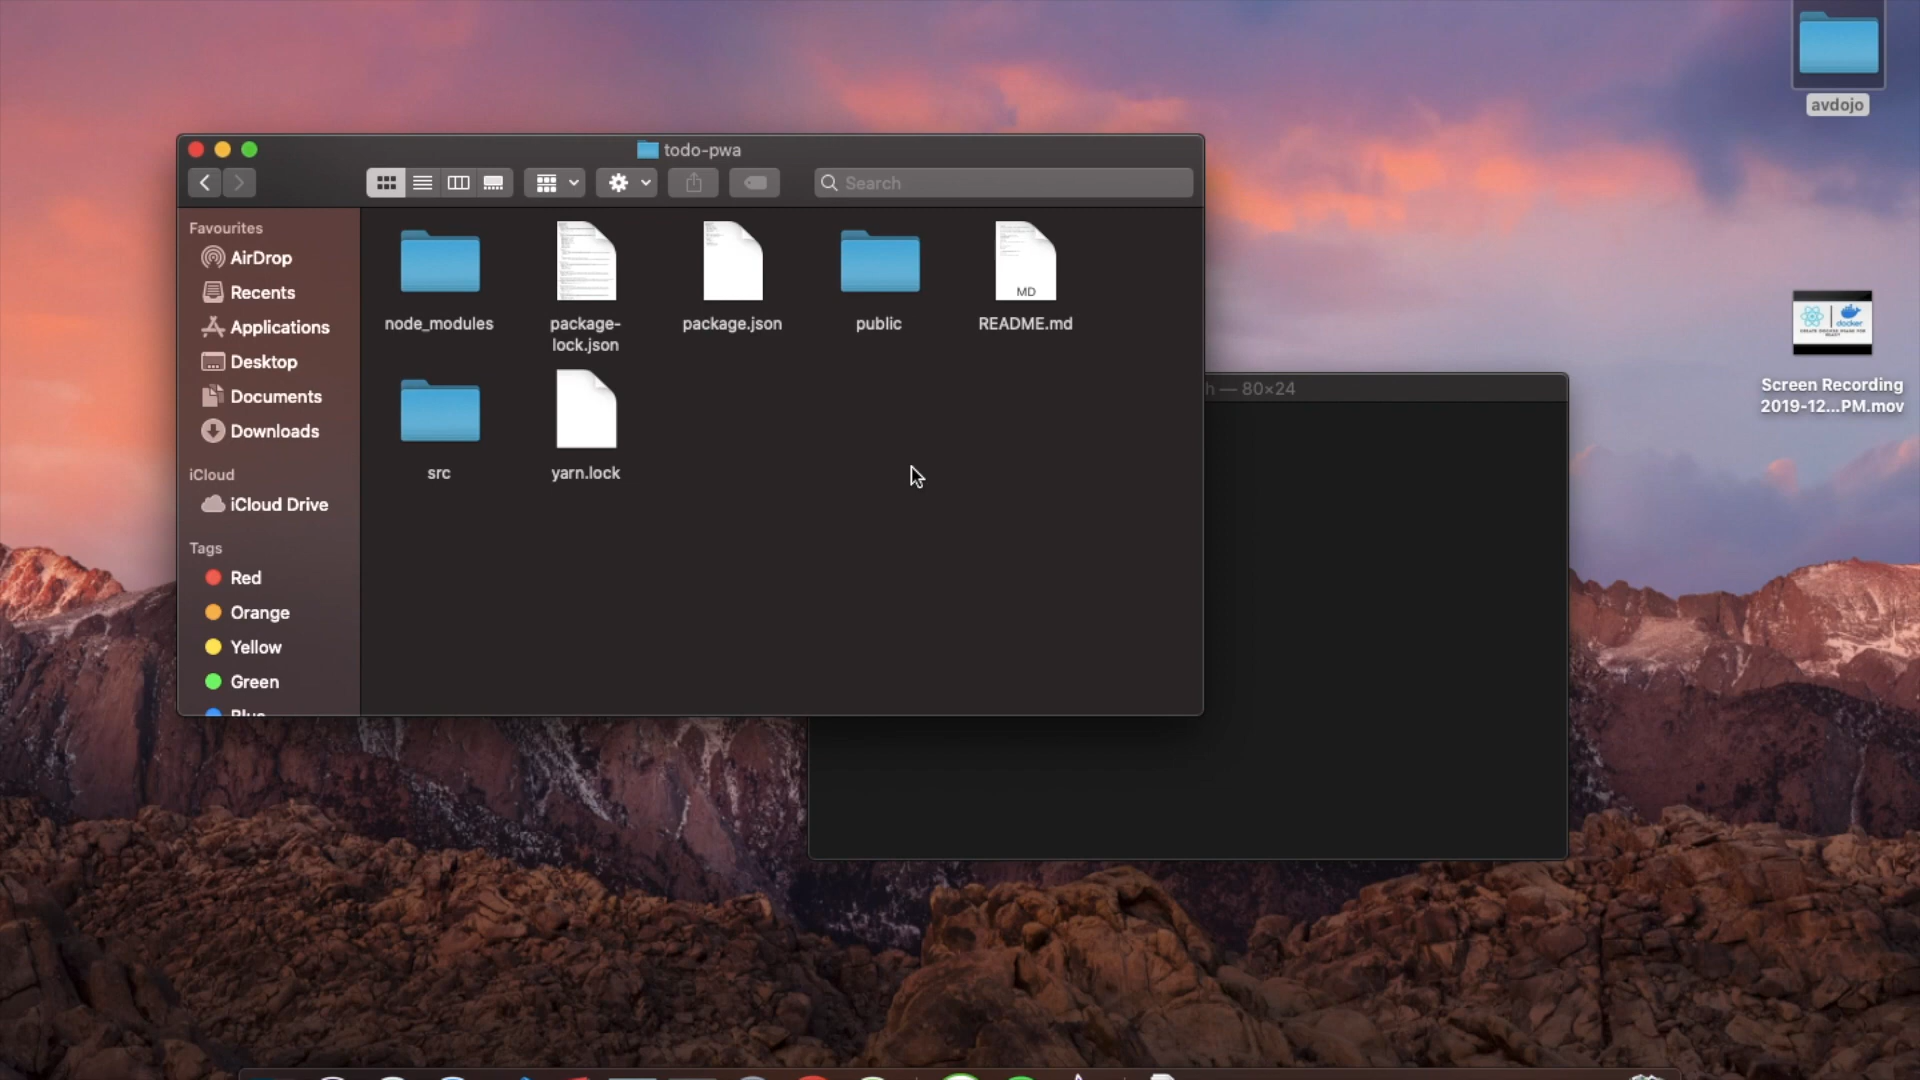 avdojo
todo-pwa
Search
Favourites
AirDrop
Recents
Applications
Desktop
Documents
Downloads
iCloud
iCloud Drive
Tags
Red
Orange
Yellow
Green
Blue
node_modules
package-
lock.json
package.json
public
MD
README.md
src
yarn.lock
h — 80×24
docker
Screen Recording
2019-12...PM.mov